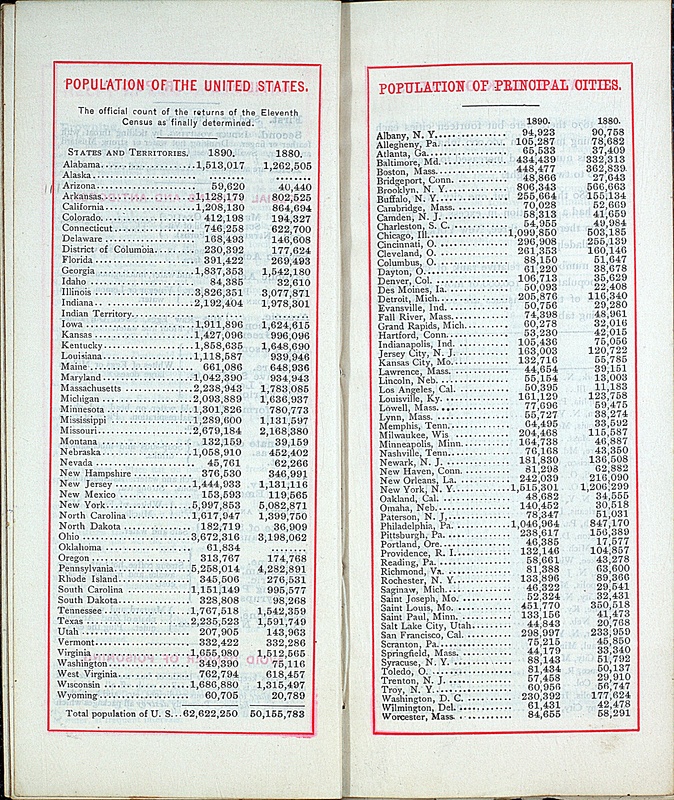 POPULATION OF THE UNITED STATES.
The official count of the returns of the Eleventh
Census as finally determined.
STATES AND TERRITORIES. 1890. 1880.
Alabama 1,513,017 1,262,505
Alaska
Arizona 59,620 40,440
Arkansas 1,128,179 802,525
California 1,208,130 864,694
Colorado 412,198 194,327
Connecticut 746,258 622,700
Delaware 168,493 146,608
District of Columbia 230,392 177,624
Florida 391,422 269,493
Georgia 1,837,353 1,542,180
Idaho 84,385 32,610
Illinois 3,826,351 3,077,871
Indiana 2,192,404 1,978,301
Indian Territory
Iowa 1,911,896 1,624,615
Kansas 1,427,096 996,096
Kentucky 1,858,635 1,648,690
Louisiana 1,118,587 939,946
Maine 661,086 648,936
Maryland 1,042,390 934,943
Massachusetts 2,238,943 1,783,085
Michigan 2,093,889 1,636,937
Minnesota 1,301,826 780,773
Mississippi 1,289,600 1,131,597
Missouri 2,679,184 2,168,380
Montana 132,159 39,159
Nebraska 1,058,910 452,402
Nevada 45,761 62,266
New Hampshire 376,530 346,991
New Jersey 1,444,933 1,131,116
New Mexico 153,593 119,565
New York 5,997,853 5,082,871
North Carolina 1,617,947 1,399,750
North Dakota 182,719 36,909
Ohio 3,672,316 3,198,062
Oklahoma 61,834
Oregon 313,767 174,768
Pennsylvania 5,258,014 4,282,891
Rhode Island 345,506 276,531
South Carolina 1,151,149 995,577
South Dakota 328,808 98,268
Tennessee 1,767,518 1,542,359
Texas 2,235,523 1,591,749
Utah 207,905 143,963
Vermont 332,422 332,286
Virginia 1,655,980 1,512,565
Washington 349,390 75,116
West Virginia 762,794 618,457
Wisconsin 1,686,880 1,315,497
Wyoming 60,705 20,789
Total population of U. S. 62,622,250 50,155,783
POPULATION OF PRINCIPAL CITIES.
1890. 1880.
Albany, N. Y. 94,923 90,758
Allegheny, Pa. 105,287 78,682
Atlanta, Ga. 65,533 37,409
Baltimore, Md. 434,439 332,313
Boston, Mass. 448,477 362,839
Bridgeport, Conn. 48,866 27,643
Brooklyn, N. Y. 806,343 566,663
Buffalo, N. Y. 255,664 155,134
Cambridge, Mass. 70,028 52,669
Camden, N. J. 58,313 41,659
Charleston, S. C. 54,955 49,984
Chicago, Ill. 1,099,850 503,185
Cincinnati, O. 296,908 255,139
Cleveland, O. 261,353 160,146
Columbus, O. 88,150 51,647
Dayton, O. 61,220 38,678
Denver, Col. 106,713 35,629
Des Moines, Ia. 50,093 22,408
Detroit, Mich. 205,876 116,340
Evansville, Ind. 50,756 29,280
Fall River, Mass. 74,398 48,961
Grand Rapids, Mich. 60,278 32,016
Hartford, Conn. 53,230 42,015
Indianapolis, Ind. 105,436 75,056
Jersey City, N. J. 163,003 120,722
Kansas City, Mo. 132,716 55,785
Lawrence, Mass. 44,654 39,151
Lincoln, Neb. 55,154 13,003
Los Angeles, Cal. 50,395 11,183
Louisville, Ky. 161,129 123,758
Lowell, Mass. 77,696 59,475
Lynn, Mass. 55,727 38,274
Memphis, Tenn. 64,495 33,592
Milwaukee, Wis 204,468 115,587
Minneapolis, Minn. 164,738 46,887
Nashville, Tenn. 76,168 43,350
Newark, N. J. 181,830 136,508
New Haven, Conn. 81,298 62,882
New Orleans, La. 242,039 216,090
New York, N. Y. 1,515,301 1,206,299
Oakland, Cal. 48,682 34,555
Omaha, Neb. 140,452 30,518
Paterson, N. J. 78,347 51,031
Philadelphia, Pa. 1,046,964 847,170
Pittsburg, Pa. 238,617 156,389
Portland, Ore. 46,385 17,577
Providence, R. I. 132,146 104,857
Reading, Pa. 58,661 43,278
Richmond, Va. 81,388 63,600
Rochester, N. Y. 133,896 89,366
Saginaw, Mich. 46,322 29,541
Saint Joseph, Mo. 52,324 32,431
Saint Louis, Mo. 451,770 350,518
Saint Paul, Minn. 133,156 41,473
Salt Lake City, Utah 44,843 20,768
San Francisco, Cal. 298,997 233,959
Scranton, Pa. 75,215 45,850
Springfield, Mass. 44,179 33,340
Syracuse, N. Y. 88,143 51,792
Toledo, O. 81,434 50,137
Trenton, N. J. 57,458 29,910
Troy, N. Y. 60,956 56,747
Washington, D. C. 230,392 177,624
Wilmington, Del. 61,431 42,478
Worcester, Mass. 84,655 58,291